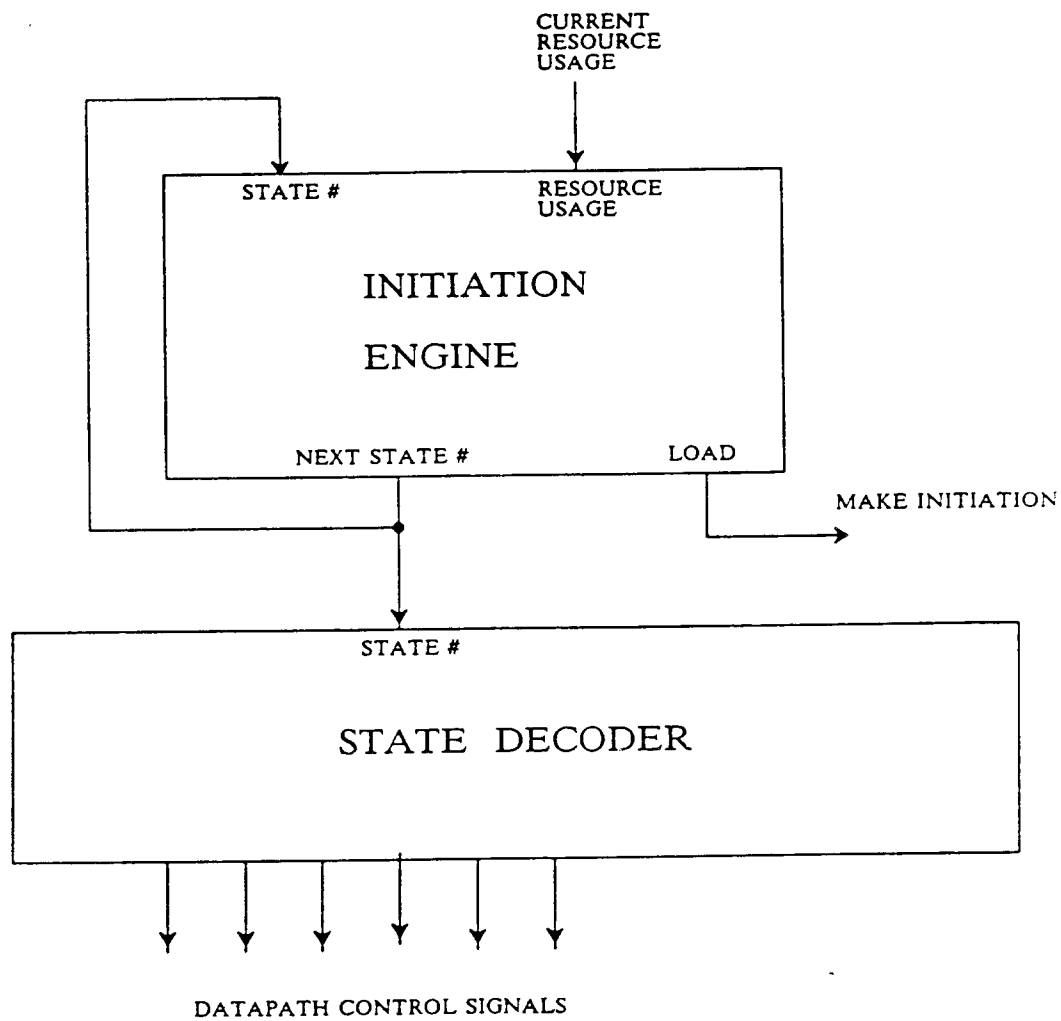 CURRENT
RESOURCE
USAGE
STATE #
RESOURCE
USAGE
INITIATION
ENGINE
NEXT STATE #
LOAD
MAKE INITIATION
STATE #
STATE DECODER
DATAPATH CONTROL SIGNALS